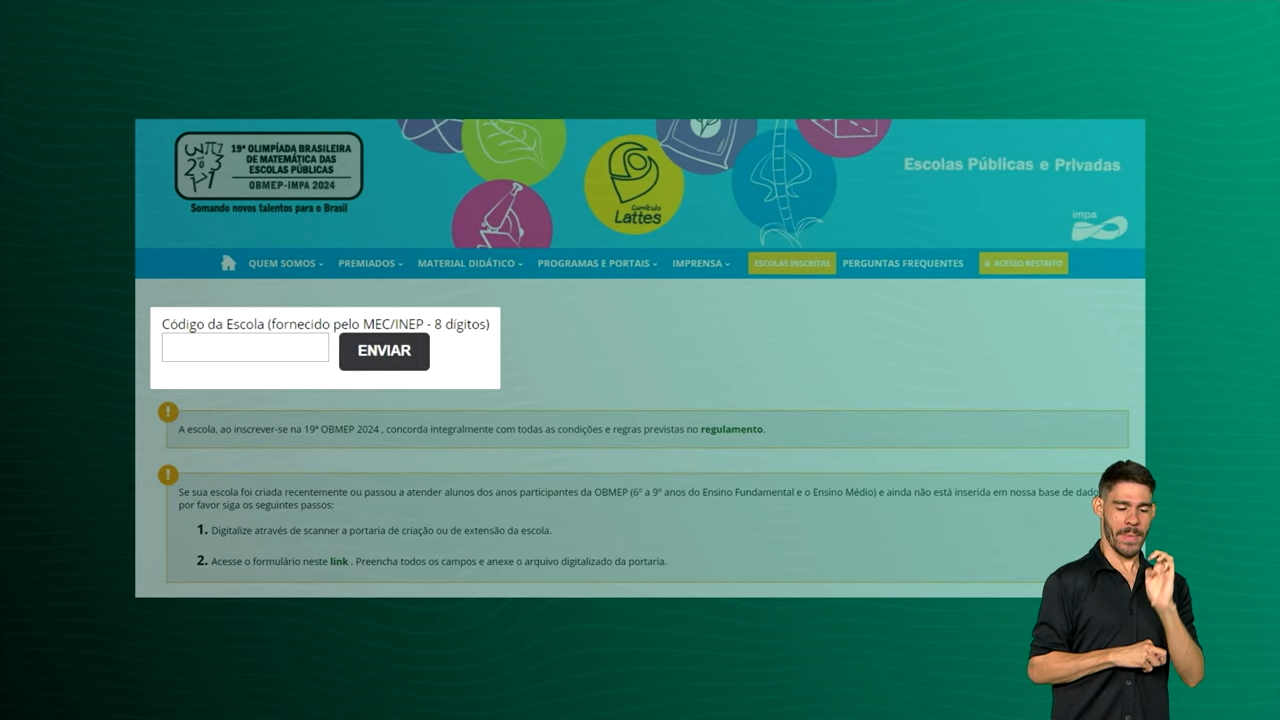 19ª OLIMPÍADA BRASILEIRA
DE MATEMÁTICA DAS
ESCOLAS PÚBLICAS
OBMEP-IMPA 2024
Somando novos talentos para o Brasil
Currículo
Lattes
Escolas Públicas e Privadas
impa
QUEM SOMOS PREMIADOS MATERIAL DIDÁTICO PROGRAMAS E PORTAIS IMPRENSA ESCOLAS INSCRITAS PERGUNTAS FREQUENTES ACESSO RESTRITO
Código da Escola (fornecido pelo MEC/INEP - 8 dígitos)
ENVIAR
A escola, ao inscrever-se na 19ª OBMEP 2024 , concorda integralmente com todas as condições e regras previstas no regulamento.
Se sua escola foi criada recentemente ou passou a atender alunos dos anos participantes da OBMEP (6º a 9º anos do Ensino Fundamental e o Ensino Médio) e ainda não está inserida em nossa base de dado
por favor siga os seguintes passos:
1. Digitalize através de scanner a portaria de criação ou de extensão da escola.
2. Acesse o formulário neste link . Preencha todos os campos e anexe o arquivo digitalizado da portaria.